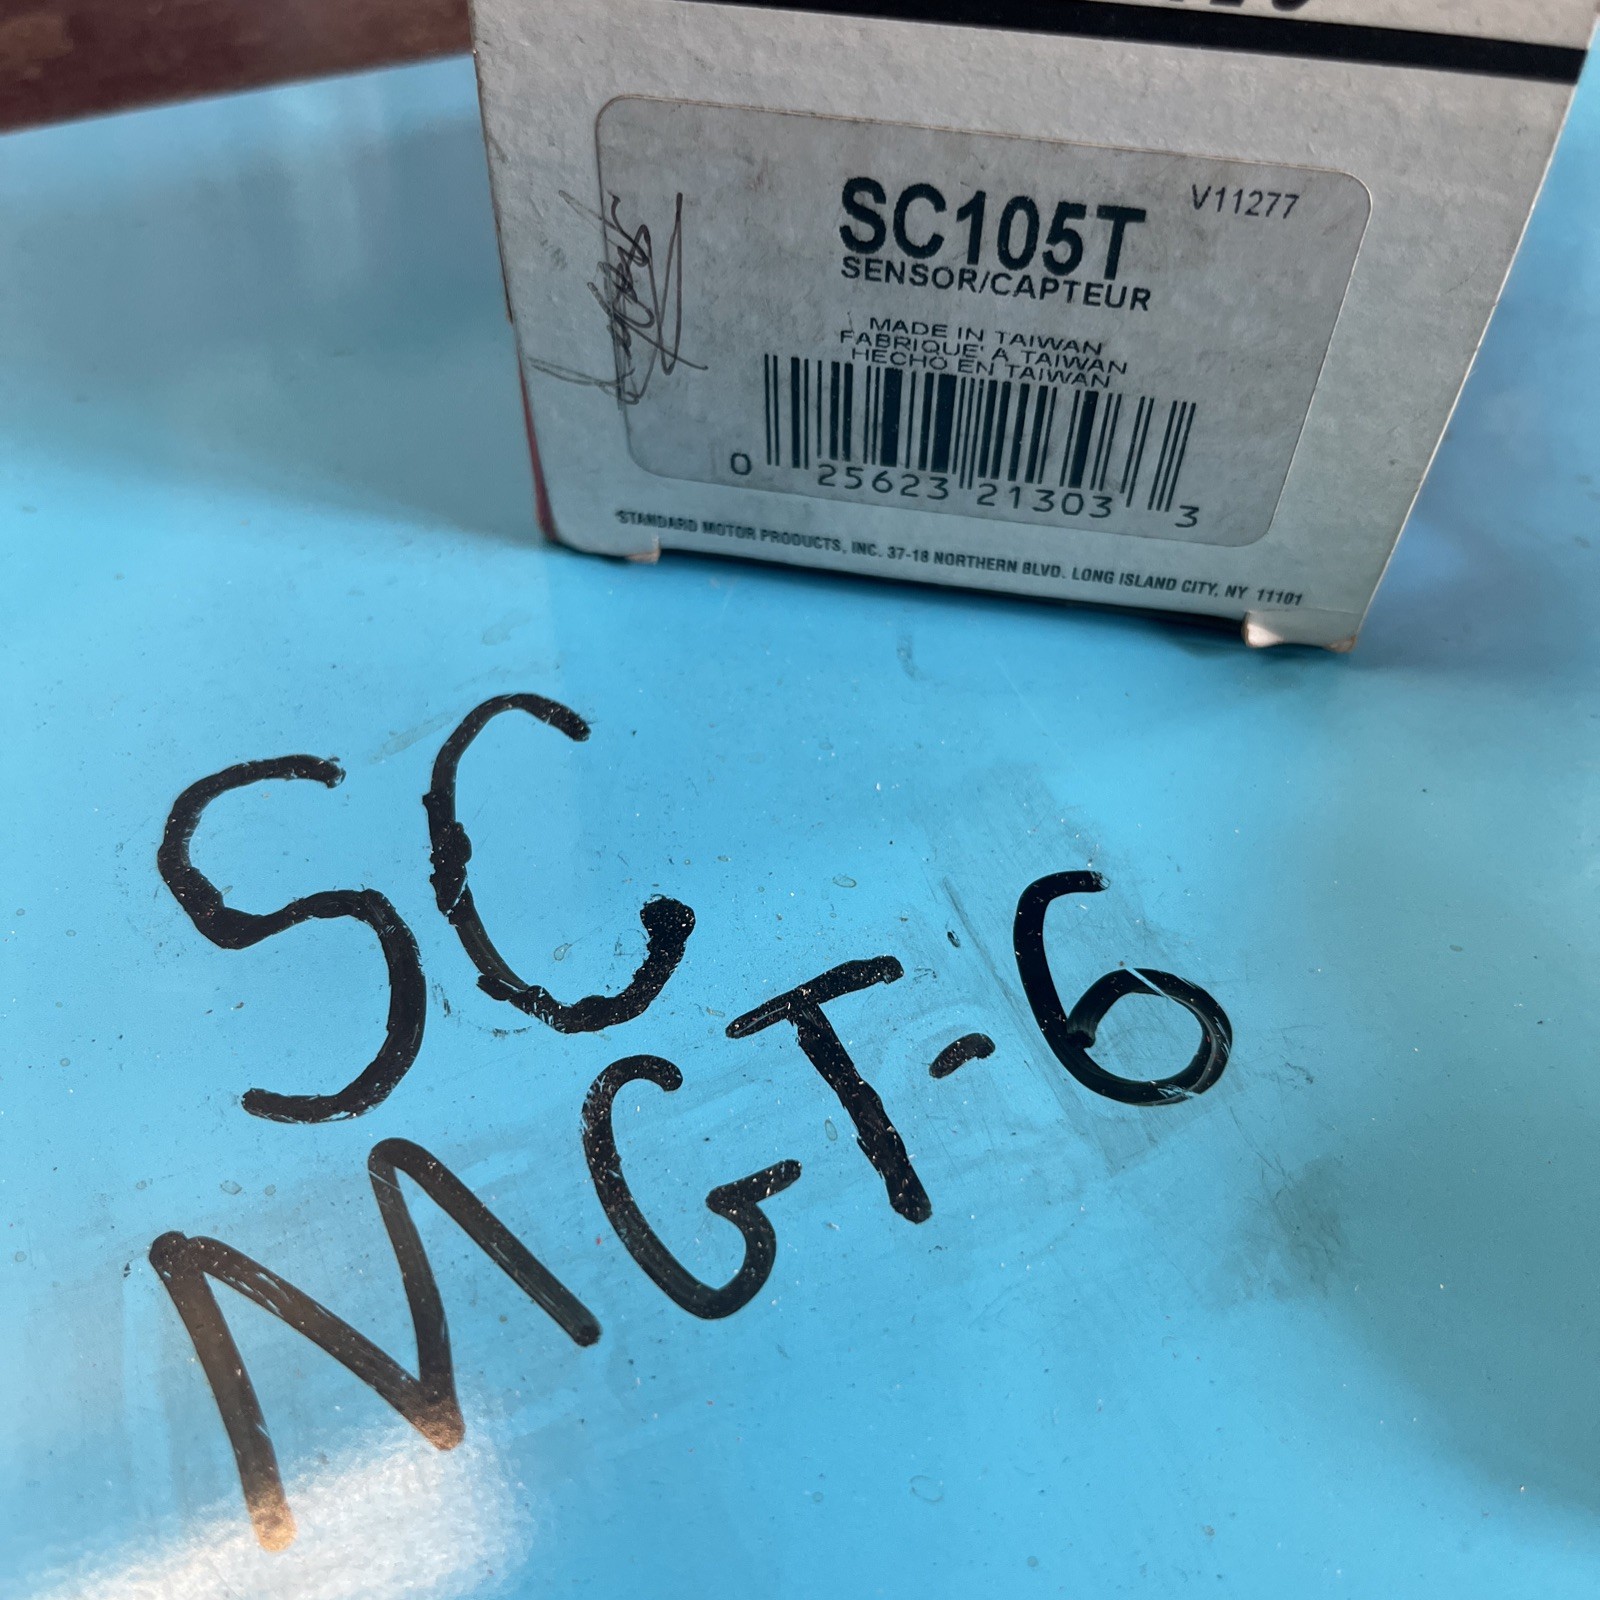 SC105T
V11277
SENSOR/CAPTEUR
MADE IN TAIWAN
FABRIQUE' A TAIWAN
HECHO EN TAIWAN
0 25623 21303 3
STANDARD MOTOR PRODUCTS, INC. 37-18 NORTHERN BLVD. LONG ISLAND CITY, NY 11101
SC
MGT-6